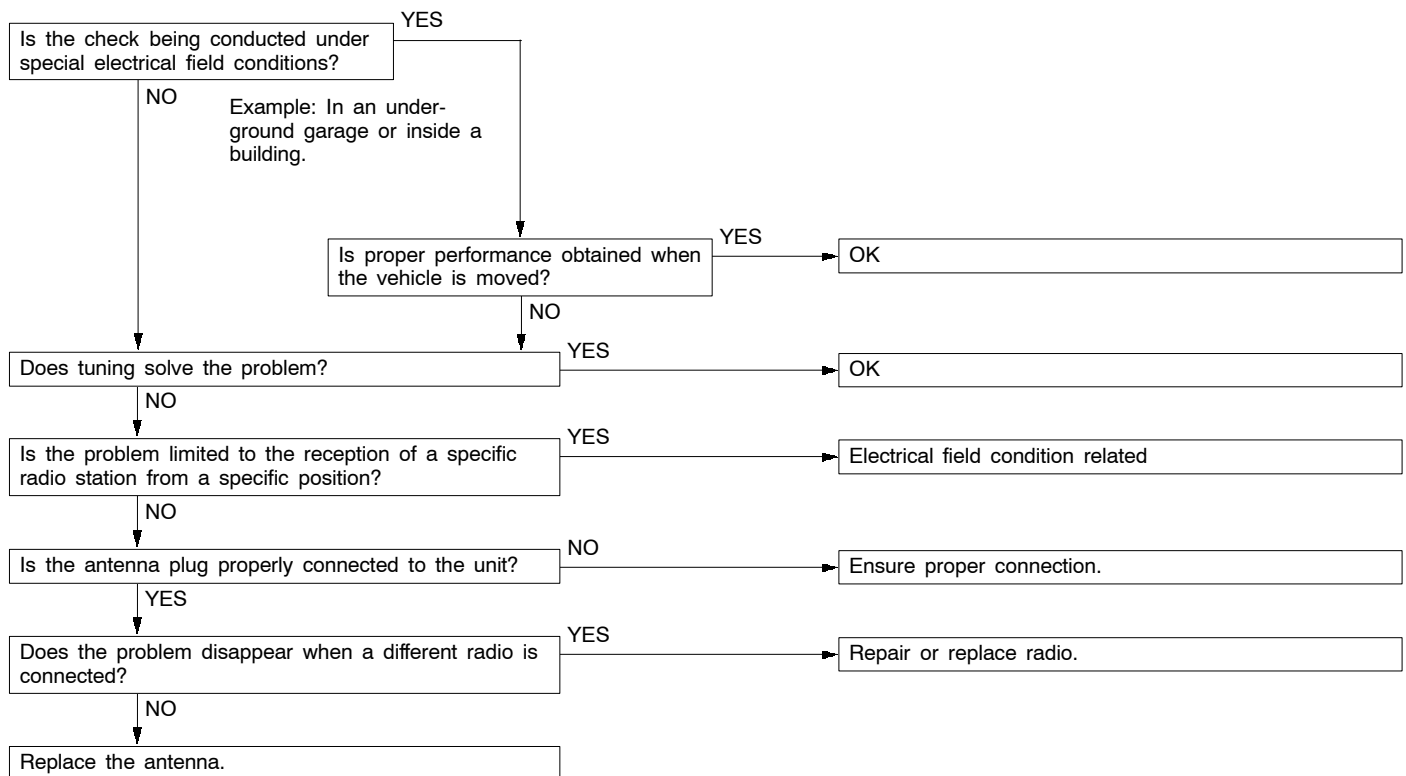 YES
Is the check being conducted under
special electrical field conditions?
NO
Example: In an under-
ground garage or inside a
building.
Is proper performance obtained when
the vehicle is moved?
YES
OK
NO
Does tuning solve the problem?
YES
OK
NO
Is the problem limited to the reception of a specific
radio station from a specific position?
YES
Electrical field condition related
NO
Is the antenna plug properly connected to the unit?
NO
Ensure proper connection.
YES
Does the problem disappear when a different radio is
connected?
YES
Repair or replace radio.
NO
Replace the antenna.